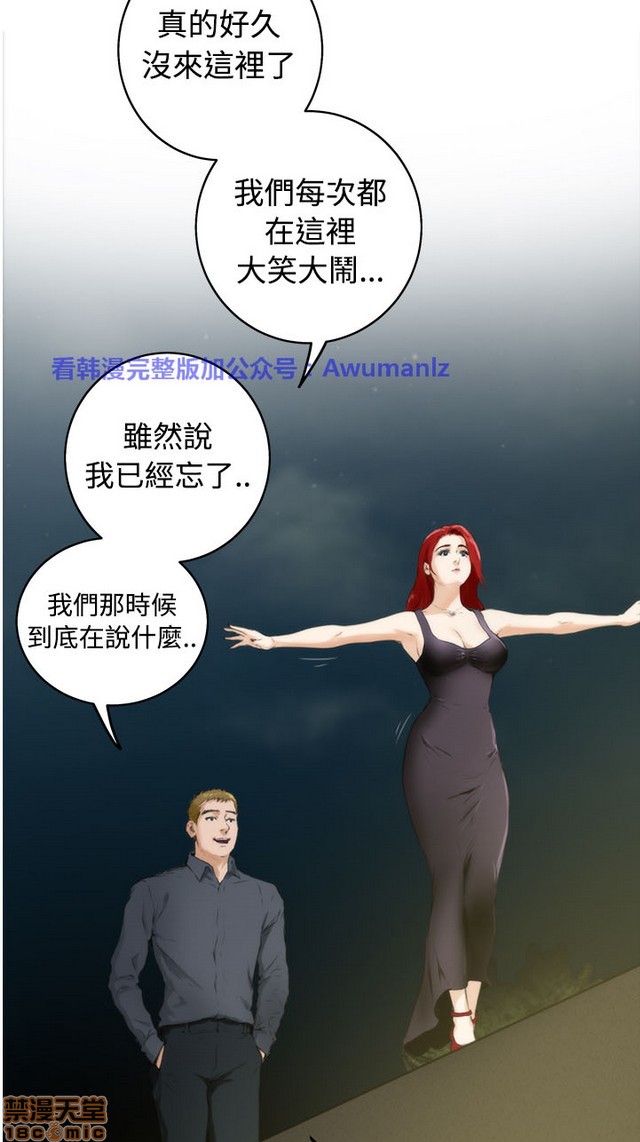 真的好久
沒來這裡了
我們每次都
在這裡
大笑大鬧...
看韩漫完整版加公众号：Awumanlz
雖然說
我已經忘了..
我們那時候
到底在說什麼..
禁漫天堂
18COMIC